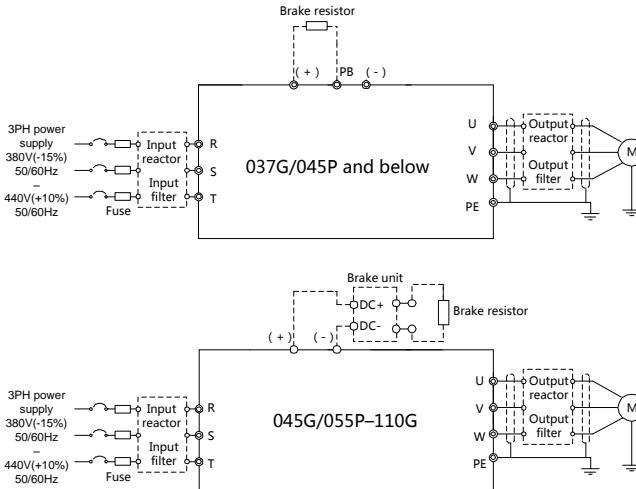 Brake resistor
( + ) PB ( - )
3PH power
supply
380V(-15%)
50/60Hz
–
440V(+10%)
50/60Hz
Fuse
Input
reactor
Input
filter
R
S
T
037G/045P and below
U
V
W
PE
Output
reactor
Output
filter
M
Brake unit
DC+
DC-
Brake resistor
( + ) ( - )
3PH power
supply
380V(-15%)
50/60Hz
–
440V(+10%)
50/60Hz
Fuse
Input
reactor
Input
filter
R
S
T
045G/055P–110G
U
V
W
PE
Output
reactor
Output
filter
M